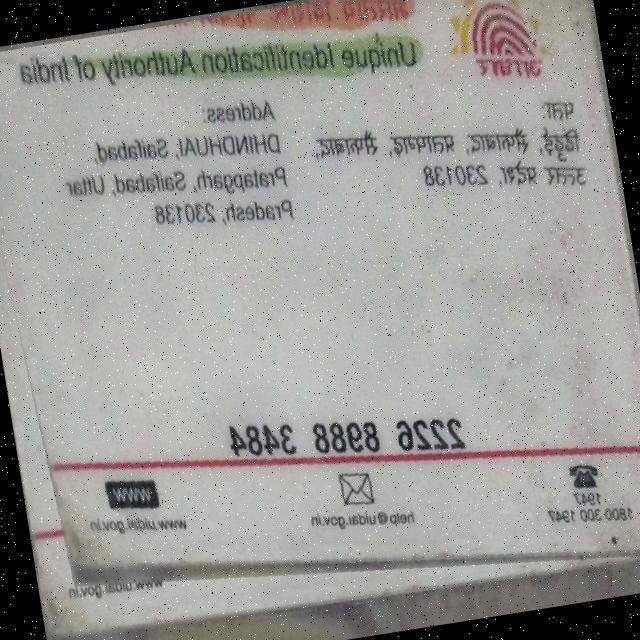 आधार
Unique Identification Authority of India
पता:
ढिंढुई, सैफाबाद, प्रतापगढ़, सैफाबाद,
उत्तर प्रदेश, 230138
Address:
DHINDHUAI, Saifabad,
Pratapgarh, Saifabad, Uttar
Pradesh, 230138
2226 8988 3484
1947
1800 300 1947
help@uidai.gov.in
www
www.uidai.gov.in
www.uidai.gov.in